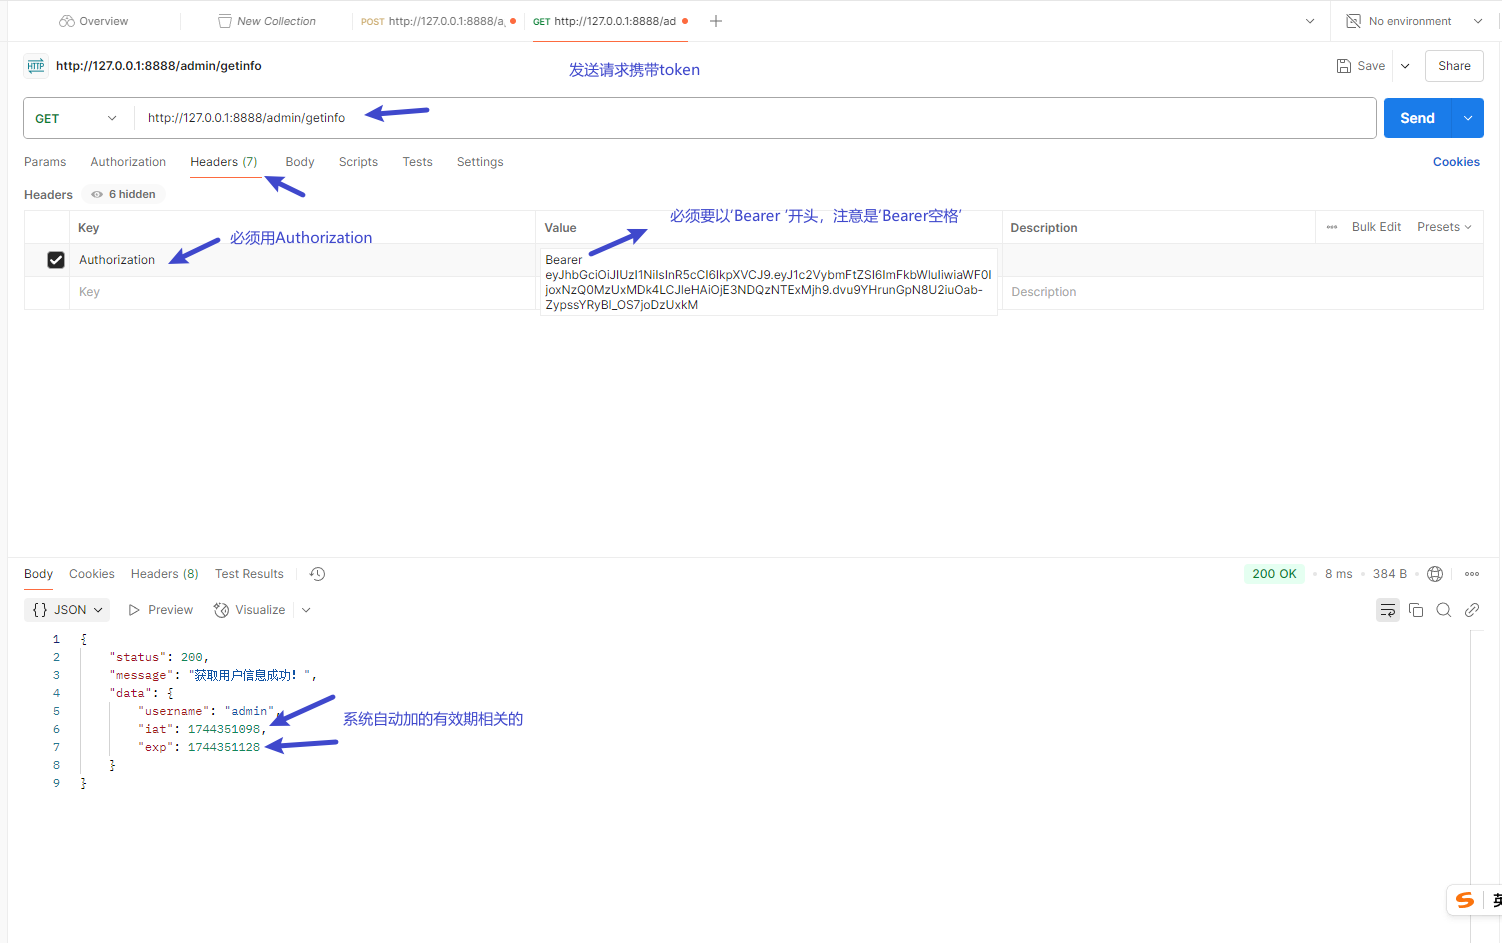 Overview
New Collection
POST http://127.0.0.1:8888/a
GET http://127.0.0.1:8888/ad
No environment
HTTP http://127.0.0.1:8888/admin/getinfo
发送请求携带token
Save
Share
GET
http://127.0.0.1:8888/admin/getinfo
Send
Params
Authorization
Headers (7)
Body
Scripts
Tests
Settings
Cookies
Headers
6 hidden
必须要以‘Bearer ’开头，注意是‘Bearer空格’
Key
必须用Authorization
Value
Description
Bulk Edit
Presets
Authorization
Bearer
eyJhbGciOiJIUzI1NiIsInR5cCI6IkpXVCJ9.eyJ1c2VybmFtZSI6ImFkbWluIiwiaWF0I
joxNzQ0MzUxMDk4LCJleHAiOjE3NDQzNTExMjh9.dvu9YHrunGpN8U2iuOab-
ZypssYRyBl_OS7joDzUxkM
Key
Description
Body
Cookies
Headers (8)
Test Results
200 OK
8 ms
384 B
{} JSON
Preview
Visualize
1 {
2 "status": 200,
3 "message": "获取用户信息成功！",
4 "data": {
5 "username": "admin",
6 "iat": 1744351098,
系统自动加的有效期相关的
7 "exp": 1744351128
8 }
9 }
S
英